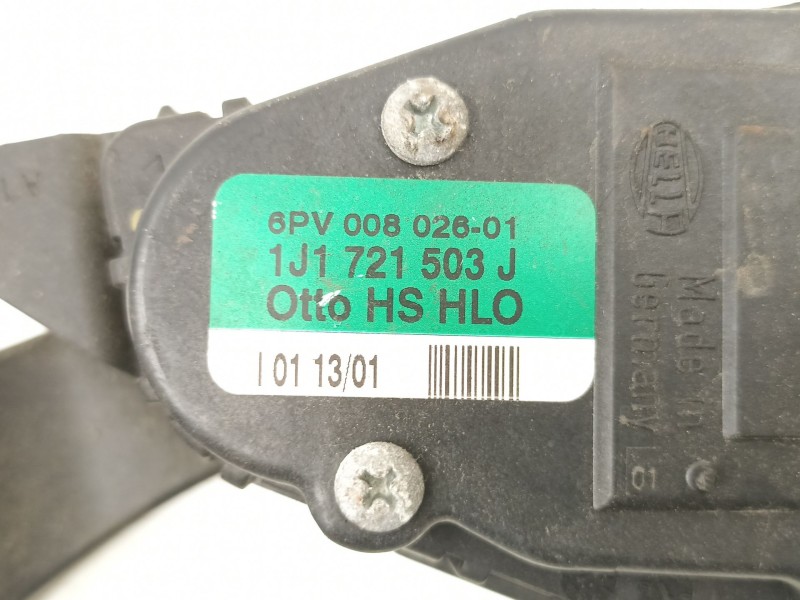 6PV 008 026-01
1J1 721 503 J
Otto HS HLO
I 01 13/01
HELLA
Made in
Germany
01